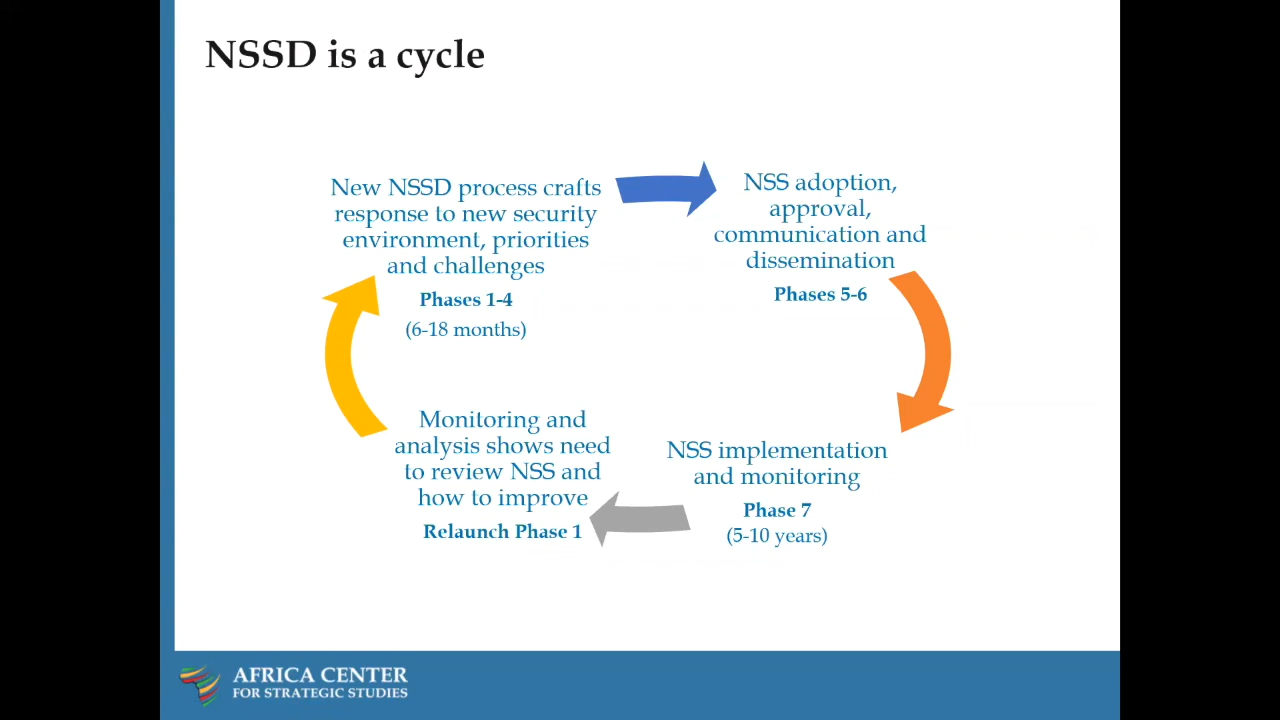 NSSD is a cycle
New NSSD process crafts
response to new security
environment, priorities
and challenges
Phases 1-4
(6-18 months)
NSS adoption,
approval,
communication and
dissemination
Phases 5-6
NSS implementation
and monitoring
Phase 7
(5-10 years)
Monitoring and
analysis shows need
to review NSS and
how to improve
Relaunch Phase 1
AFRICA CENTER
FOR STRATEGIC STUDIES